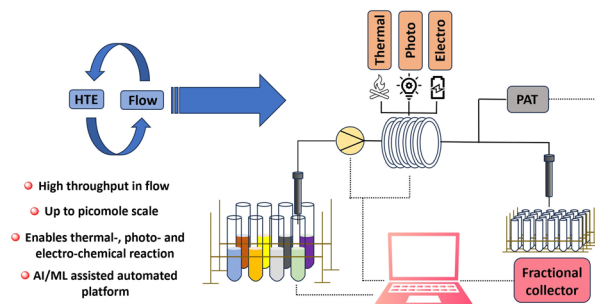 Thermal
Photo
Electro
HTE
Flow
PAT
High throughput in flow
Up to picomole scale
Enables thermal-, photo- and
electro-chemical reaction
AI/ML assisted automated
platform
Fractional
collector